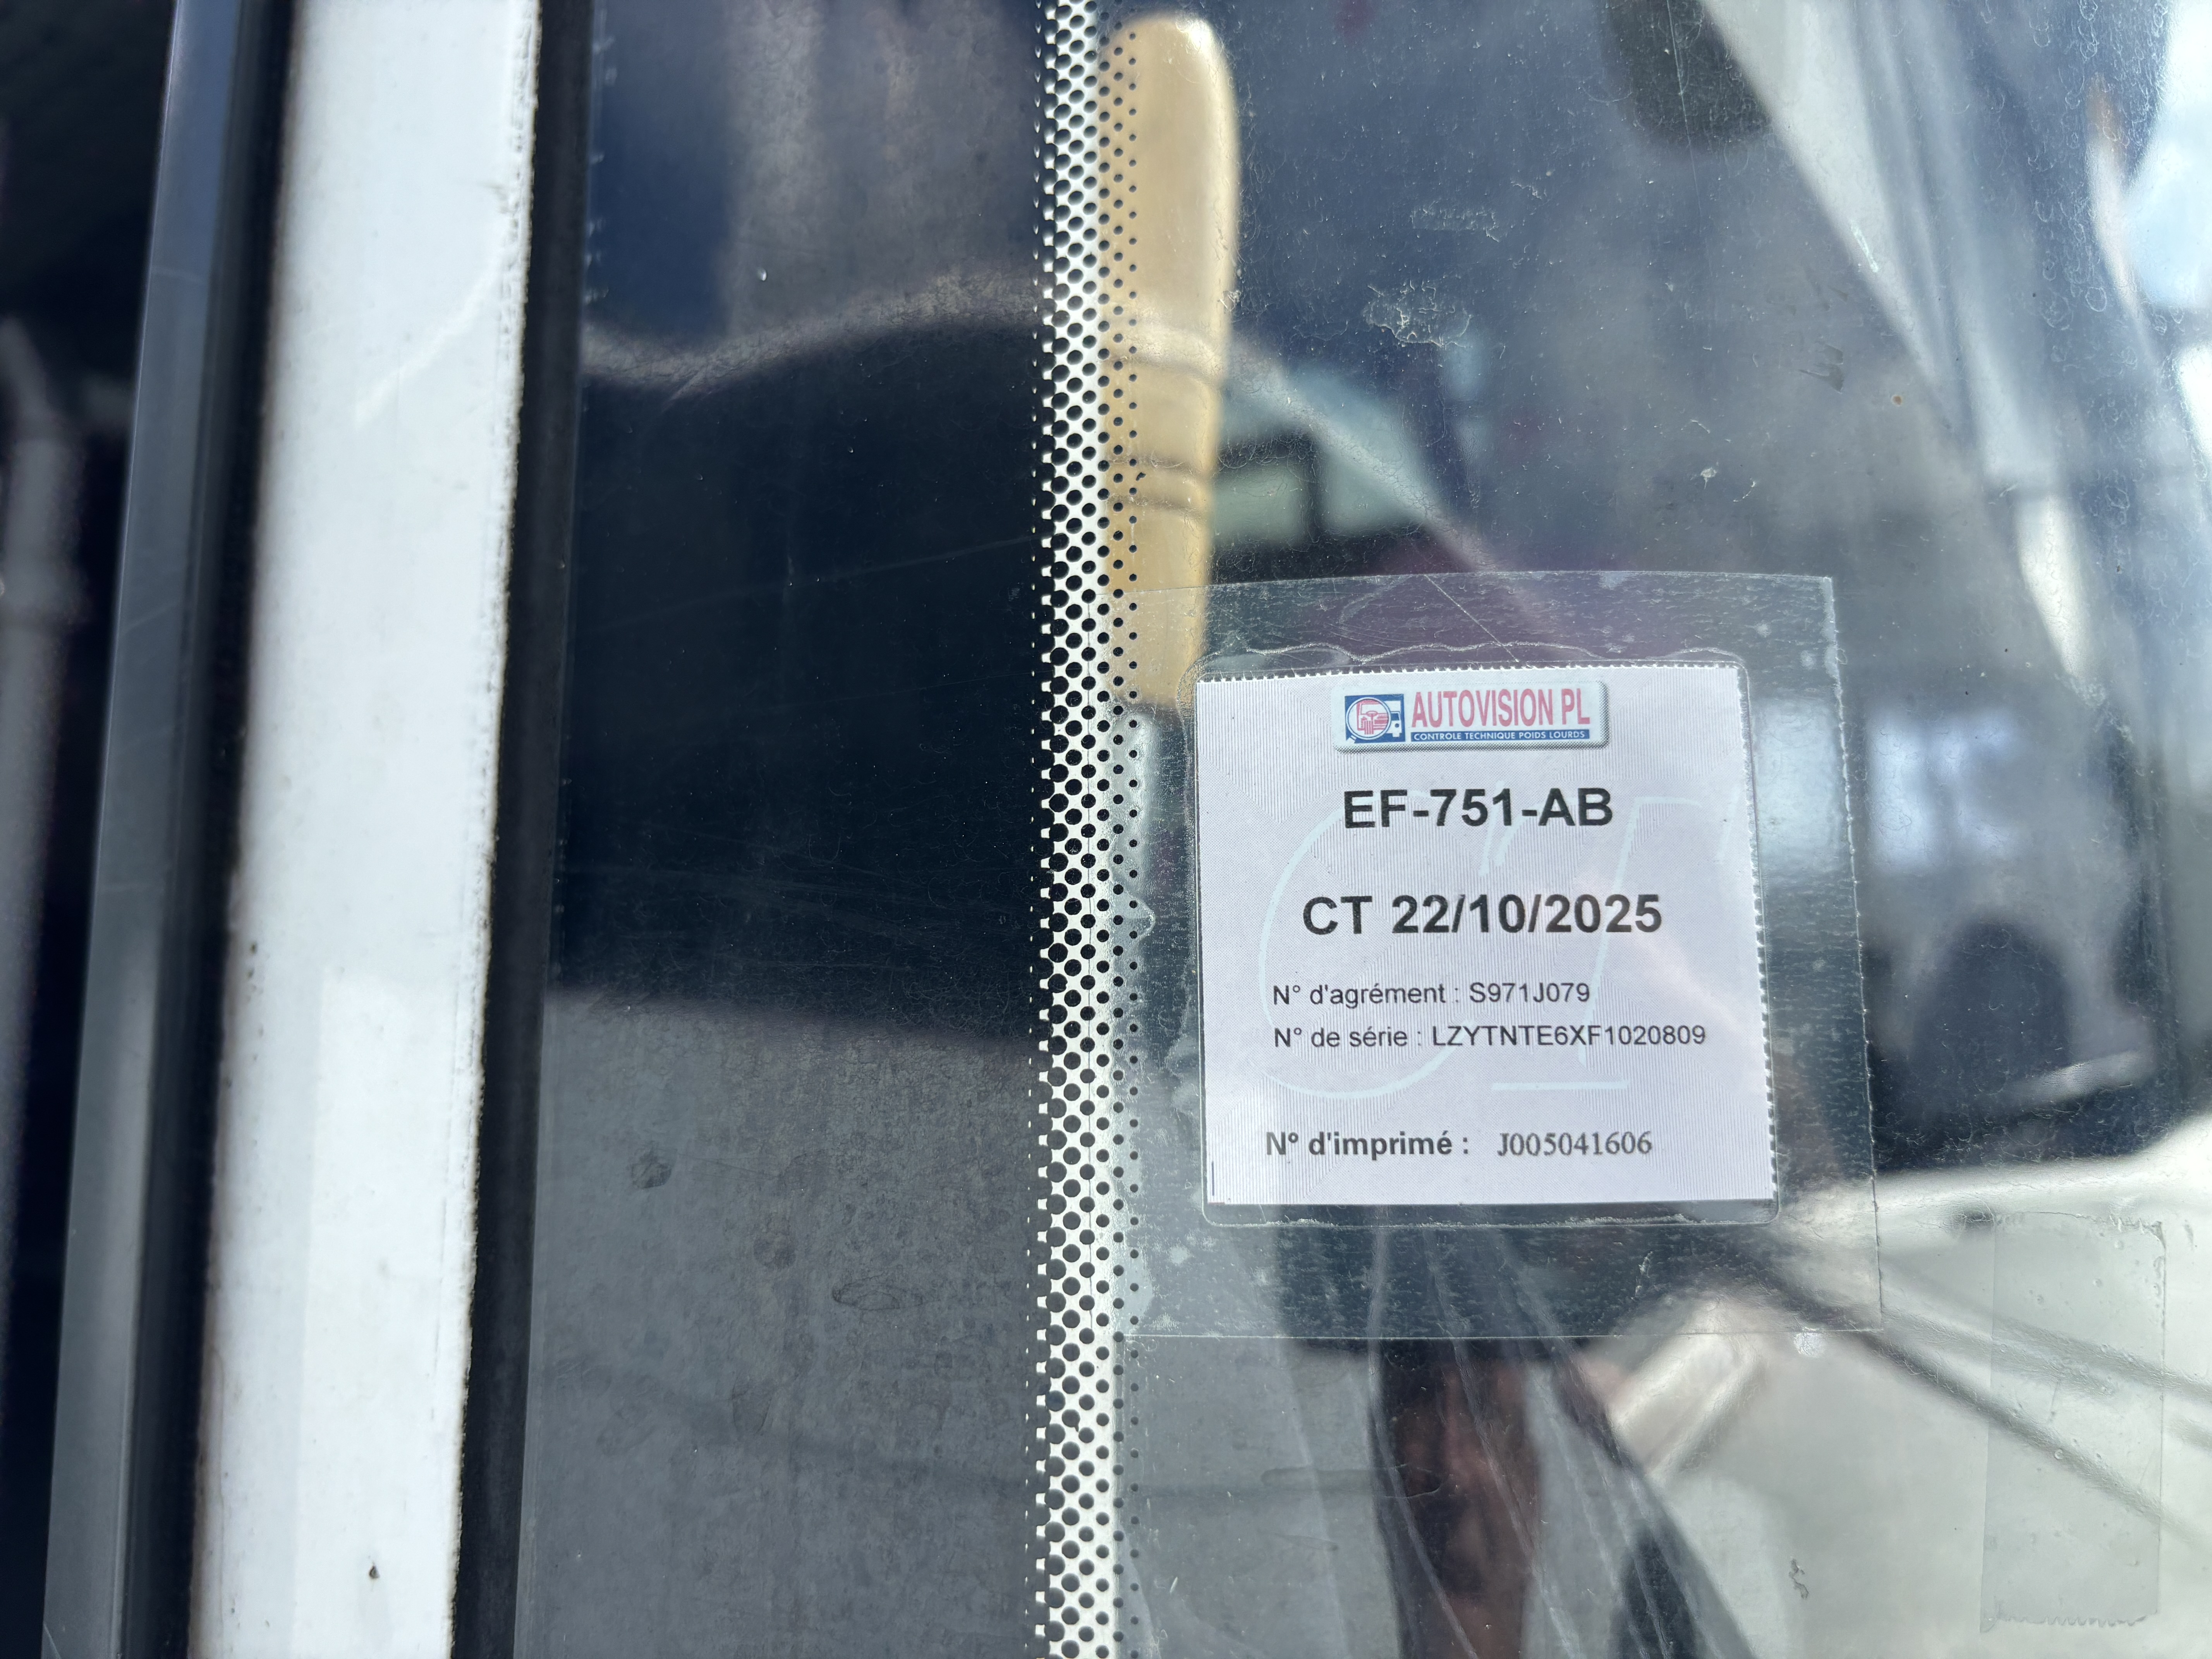 AUTOVISION PL
CONTROLE TECHNIQUE POIDS LOURDS
EF-751-AB
CT 22/10/2025
N° d'agrément : S971J079
N° de série : LZYTNTE6XF1020809
N° d'imprimé : J005041606
CT